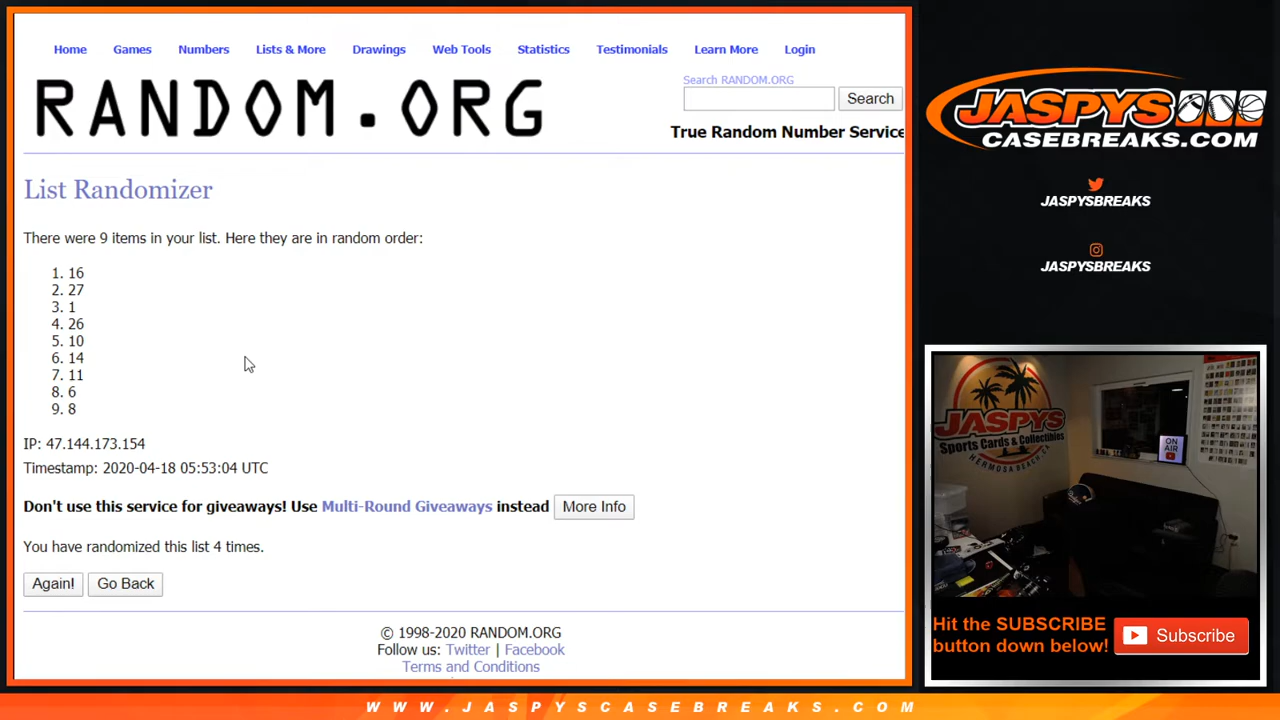 Home Games Numbers Lists & More Drawings Web Tools Statistics Testimonials Learn More Login
RANDOM.ORG
Search RANDOM.ORG
Search
True Random Number Service
List Randomizer
There were 9 items in your list. Here they are in random order:
1. 16
2. 27
3. 1
4. 26
5. 10
6. 14
7. 11
8. 6
9. 8
IP: 47.144.173.154
Timestamp: 2020-04-18 05:53:04 UTC
Don't use this service for giveaways! Use Multi-Round Giveaways instead More Info
You have randomized this list 4 times.
Again! Go Back
© 1998-2020 RANDOM.ORG
Follow us: Twitter | Facebook
Terms and Conditions
JASPYS
CASEBREAKS.COM
JASPYSBREAKS
JASPYSBREAKS
JASPYS
Sports Cards & Collectibles
HERMOSA BEACH, CA
ON AIR
Hit the SUBSCRIBE
button down below!
Subscribe
WWW.JASPYSCASEBREAKS.COM